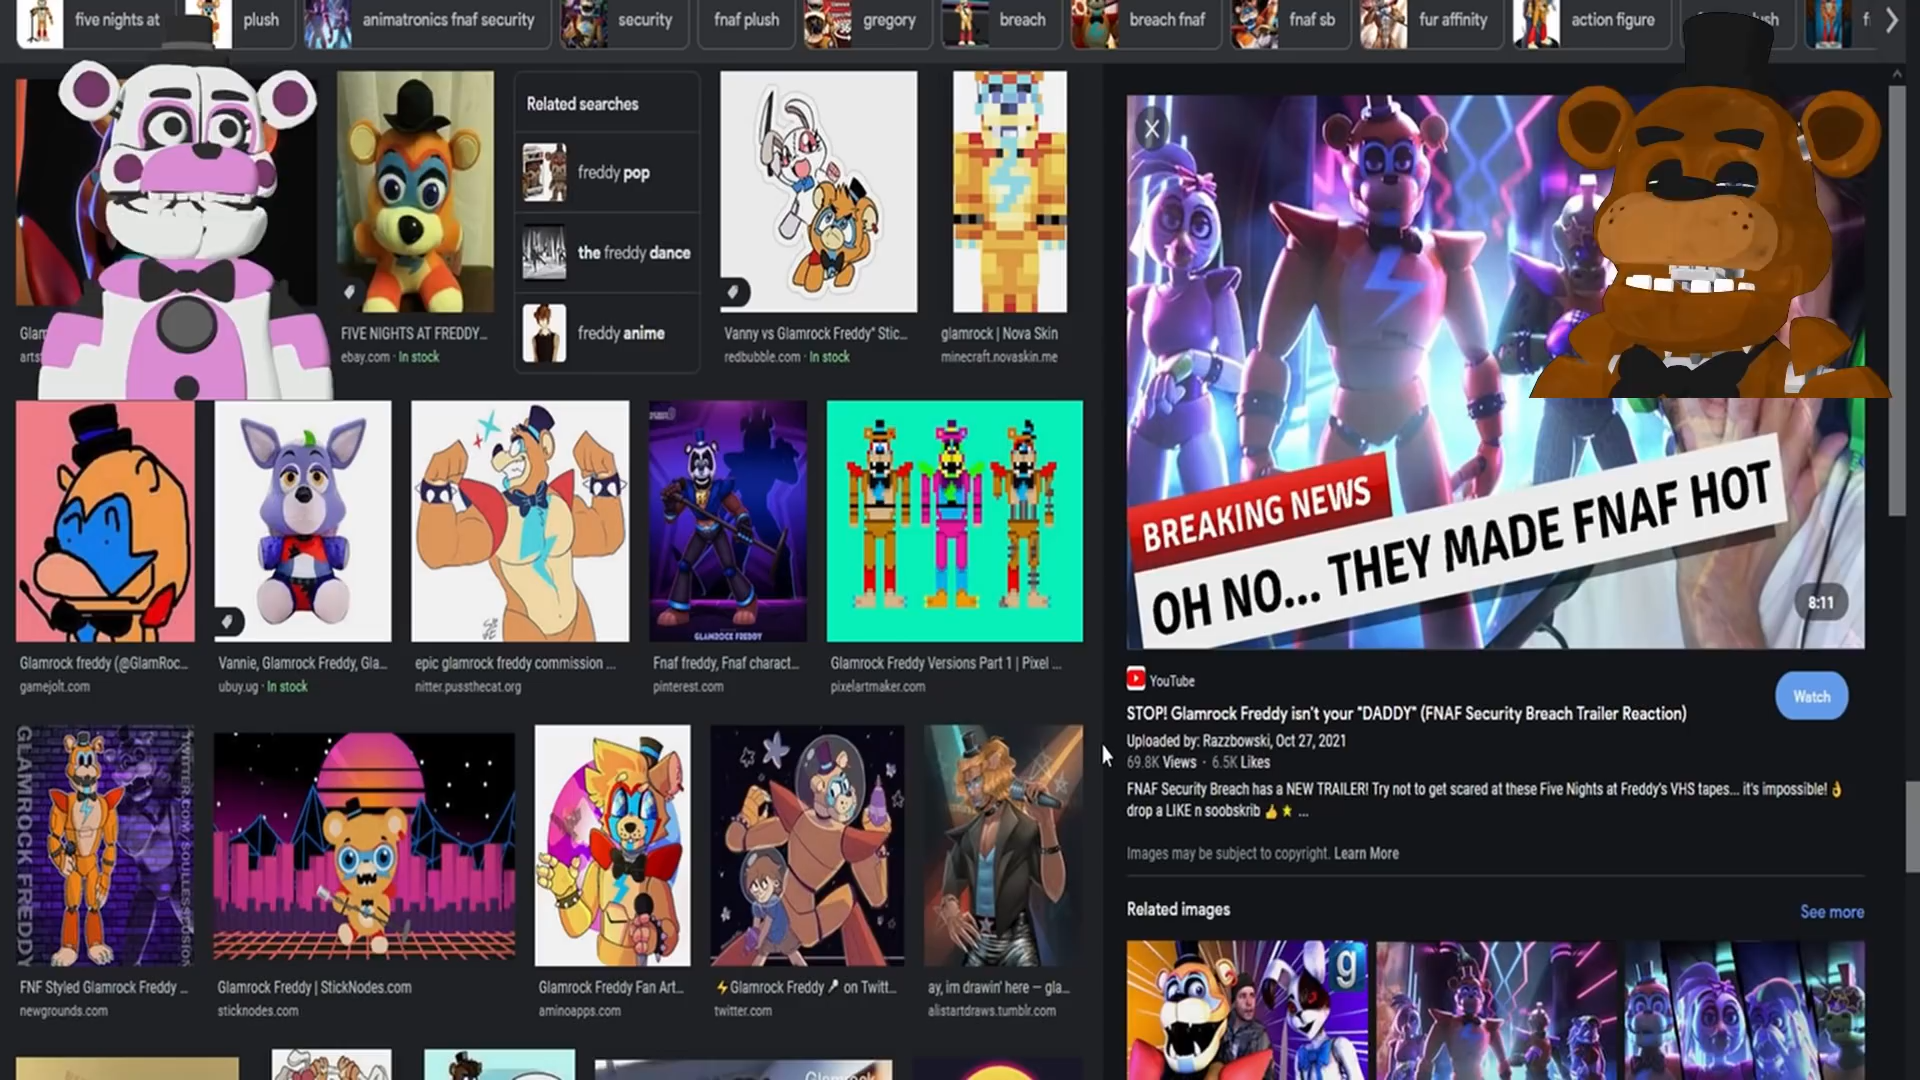 five nights at
plush
animatronics fnaf security
security
fnaf plush
gregory
breach
breach fnaf
fnaf sb
fur affinity
action figure
Related searches
freddy pop
the freddy dance
freddy anime
Glam
arts
FIVE NIGHTS AT FREDDY...
ebay.com · In stock
Vanny vs Glamrock Freddy" Stic...
redbubble.com · In stock
glamrock | Nova Skin
minecraft.novaskin.me
GLAMROCK FREDDY
Glamrock freddy (@GlamRoc...
gamejolt.com
Vannie, Glamrock Freddy, Gla...
ubuy.ug · In stock
epic glamrock freddy commission ...
nitter.pussthecat.org
Fnaf freddy, Fnaf charact...
pinterest.com
Glamrock Freddy Versions Part 1 | Pixel ...
pixelartmaker.com
GLAMROCK FREDDY
FNF Styled Glamrock Freddy ...
newgrounds.com
Glamrock Freddy | StickNodes.com
sticknodes.com
Glamrock Freddy Fan Art...
aminoapps.com
⚡Glamrock Freddy🎤 on Twitt...
twitter.com
ay, im drawin' here — gla...
alistartdraws.tumblr.com
BREAKING NEWS
OH NO... THEY MADE FNAF HOT
8:11
YouTube
Watch
STOP! Glamrock Freddy isn't your "DADDY" (FNAF Security Breach Trailer Reaction)
Uploaded by: Razzbowski, Oct 27, 2021
69.8K Views · 6.5K Likes
FNAF Security Breach has a NEW TRAILER! Try not to get scared at these Five Nights at Freddy's VHS tapes... it's impossible! 👌
drop a LIKE n soobskrib 👍 ⭐ ...
Images may be subject to copyright. Learn More
Related images
See more
g